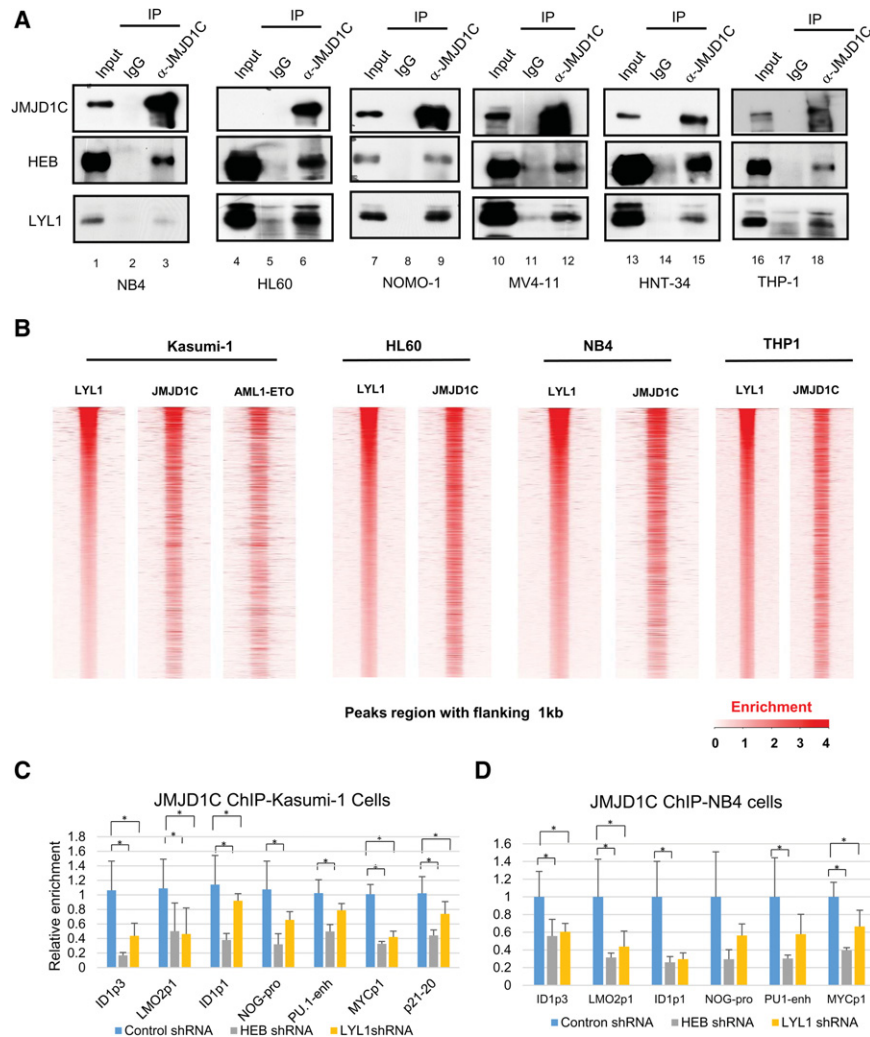 A
IP IP IP IP IP IP
Input IgG α-JMJD1C Input IgG α-JMJD1C Input IgG α-JMJD1C Input IgG α-JMJD1C Input IgG α-JMJD1C Input IgG α-JMJD1C
JMJD1C
HEB
LYL1
1 2 3 4 5 6 7 8 9 10 11 12 13 14 15 16 17 18
NB4 HL60 NOMO-1 MV4-11 HNT-34 THP-1
B
Kasumi-1 HL60 NB4 THP1
LYL1 JMJD1C AML1-ETO LYL1 JMJD1C LYL1 JMJD1C LYL1 JMJD1C
Peaks region with flanking 1kb
Enrichment
0 1 2 3 4
C
JMJD1C ChIP-Kasumi-1 Cells
* * * * * * * * * * * *
Relative enrichment
1.8
1.6
1.4
1.2
1
0.8
0.6
0.4
0.2
0
ID1p3 LMO2p1 ID1p1 NOG-pro PU.1-enh MYCp1 p21-20
Control shRNA HEB shRNA LYL1shRNA
D
JMJD1C ChIP-NB4 cells
* * * * * * * *
1.6
1.4
1.2
1
0.8
0.6
0.4
0.2
0
ID1p3 LMO2p1 ID1p1 NOG-pro PU1-enh MYCp1
Contron shRNA HEB shRNA LYL1 shRNA